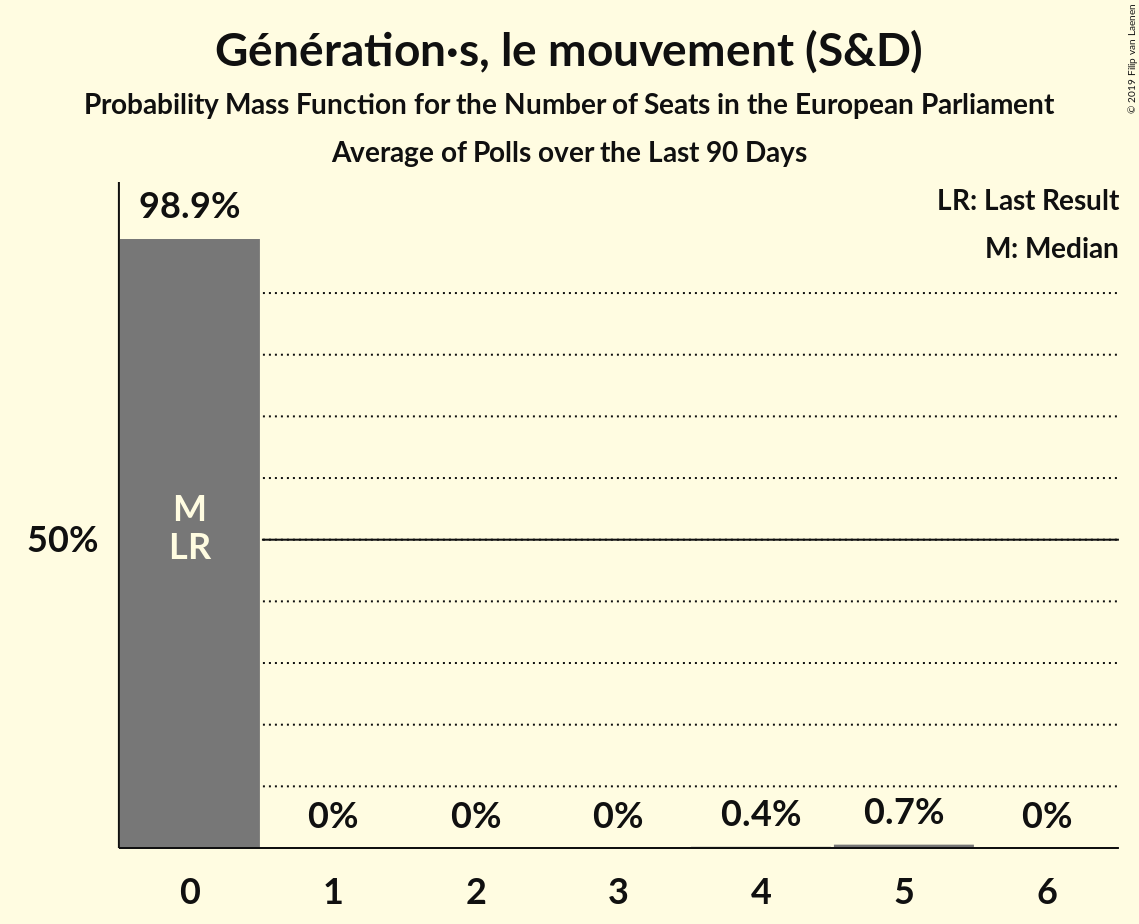 Génération·s, le mouvement (S&D)
Probability Mass Function for the Number of Seats in the European Parliament
Average of Polls over the Last 90 Days
© 2019 Filip van Laenen
LR: Last Result
M: Median
98.9%
M
LR
50%
0%
0%
0%
0.4%
0.7%
0%
0
1
2
3
4
5
6